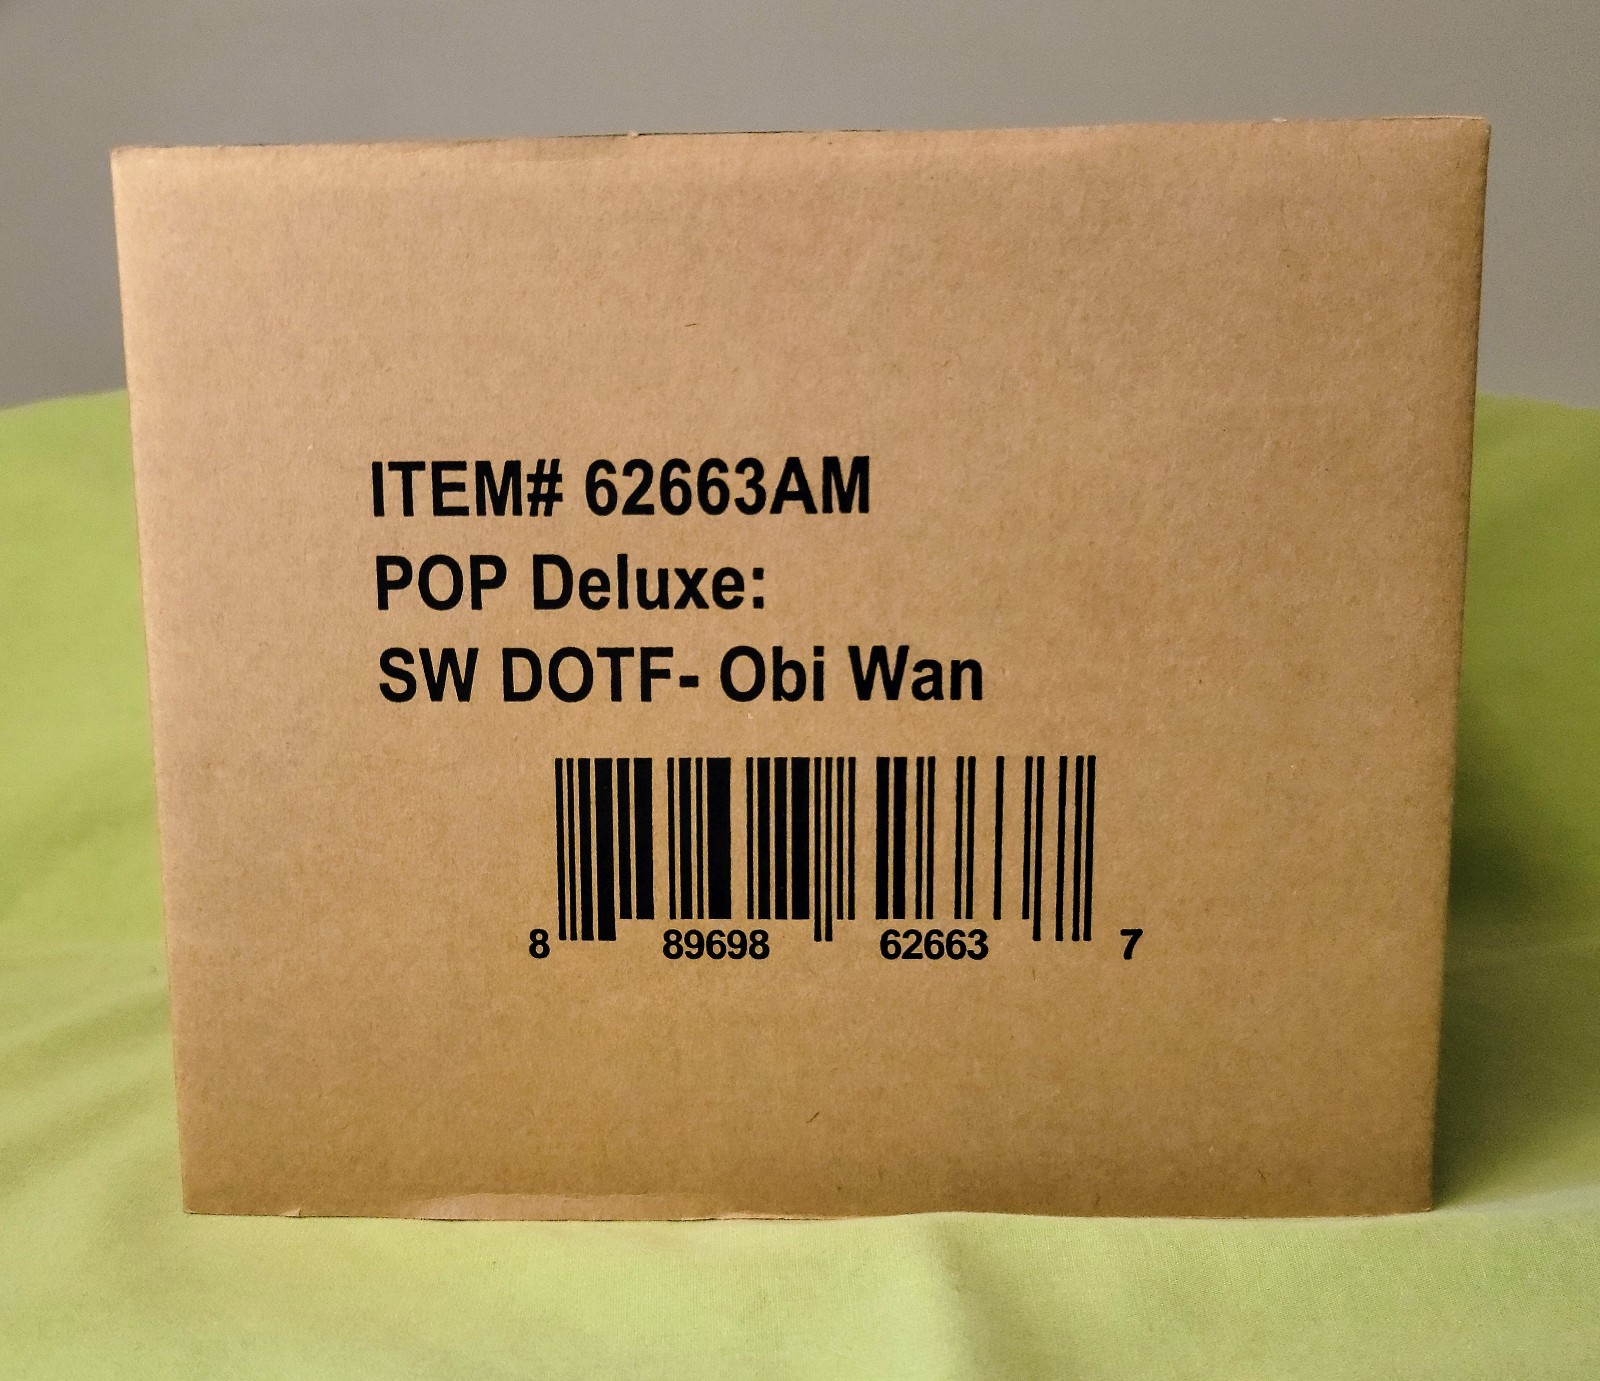 ITEM# 62663AM
POP Deluxe:
SW DOTF- Obi Wan
8 89698 62663 7